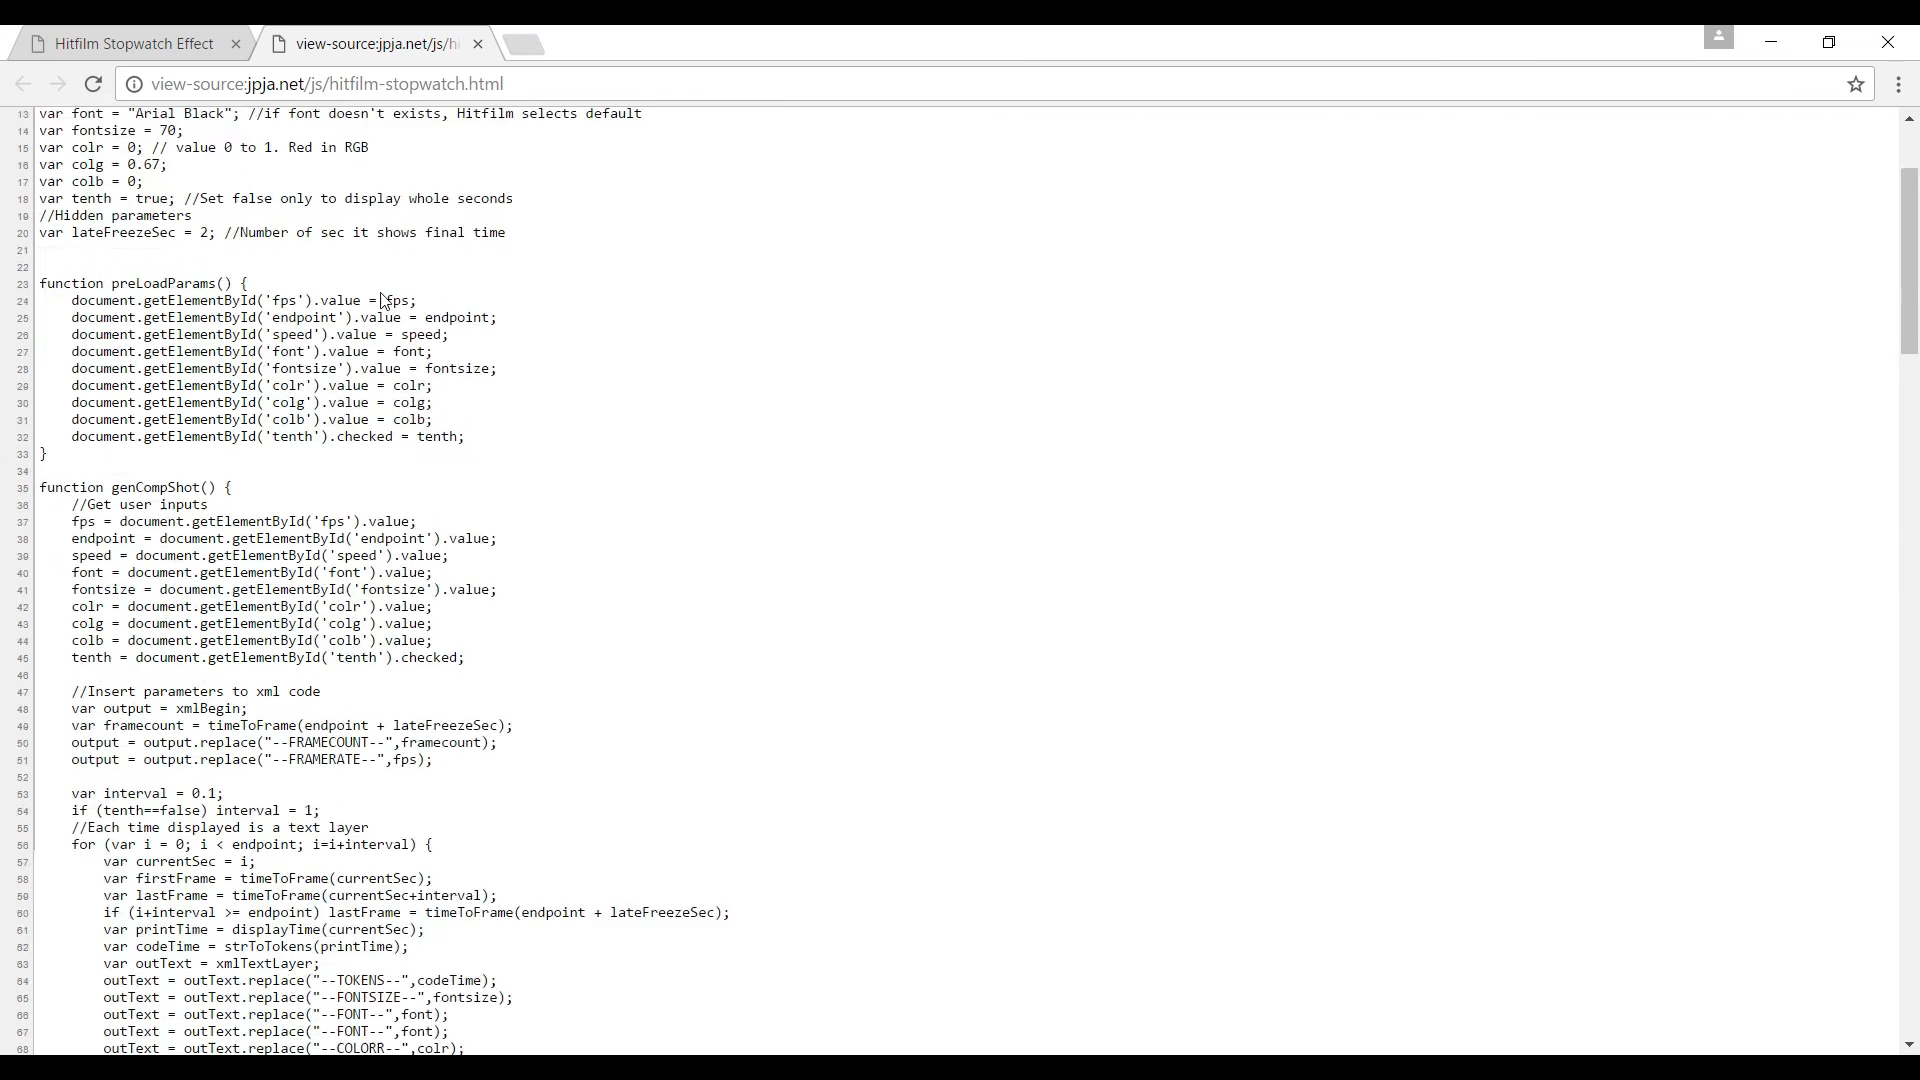 Hitfilm Stopwatch Effect
view-source:jpja.net/js/hi
view-source:jpja.net/js/hitfilm-stopwatch.html
13 var font = "Arial Black"; //if font doesn't exists, Hitfilm selects default
14 var fontsize = 70;
15 var colr = 0; // value 0 to 1. Red in RGB
16 var colg = 0.67;
17 var colb = 0;
18 var tenth = true; //Set false only to display whole seconds
19 //Hidden parameters
20 var lateFreezeSec = 2; //Number of sec it shows final time
21
22
23 function preLoadParams() {
24     document.getElementById('fps').value = fps;
25     document.getElementById('endpoint').value = endpoint;
26     document.getElementById('speed').value = speed;
27     document.getElementById('font').value = font;
28     document.getElementById('fontsize').value = fontsize;
29     document.getElementById('colr').value = colr;
30     document.getElementById('colg').value = colg;
31     document.getElementById('colb').value = colb;
32     document.getElementById('tenth').checked = tenth;
33 }
34
35 function genCompShot() {
36     //Get user inputs
37     fps = document.getElementById('fps').value;
38     endpoint = document.getElementById('endpoint').value;
39     speed = document.getElementById('speed').value;
40     font = document.getElementById('font').value;
41     fontsize = document.getElementById('fontsize').value;
42     colr = document.getElementById('colr').value;
43     colg = document.getElementById('colg').value;
44     colb = document.getElementById('colb').value;
45     tenth = document.getElementById('tenth').checked;
46
47     //Insert parameters to xml code
48     var output = xmlBegin;
49     var framecount = timeToFrame(endpoint + lateFreezeSec);
50     output = output.replace("--FRAMECOUNT--",framecount);
51     output = output.replace("--FRAMERATE--",fps);
52
53     var interval = 0.1;
54     if (tenth==false) interval = 1;
55     //Each time displayed is a text layer
56     for (var i = 0; i < endpoint; i=i+interval) {
57         var currentSec = i;
58         var firstFrame = timeToFrame(currentSec);
59         var lastFrame = timeToFrame(currentSec+interval);
60         if (i+interval >= endpoint) lastFrame = timeToFrame(endpoint + lateFreezeSec);
61         var printTime = displayTime(currentSec);
62         var codeTime = strToTokens(printTime);
63         var outText = xmlTextLayer;
64         outText = outText.replace("--TOKENS--",codeTime);
65         outText = outText.replace("--FONTSIZE--",fontsize);
66         outText = outText.replace("--FONT--",font);
67         outText = outText.replace("--FONT--",font);
68         outText = outText.replace("--COLORR--",colr);